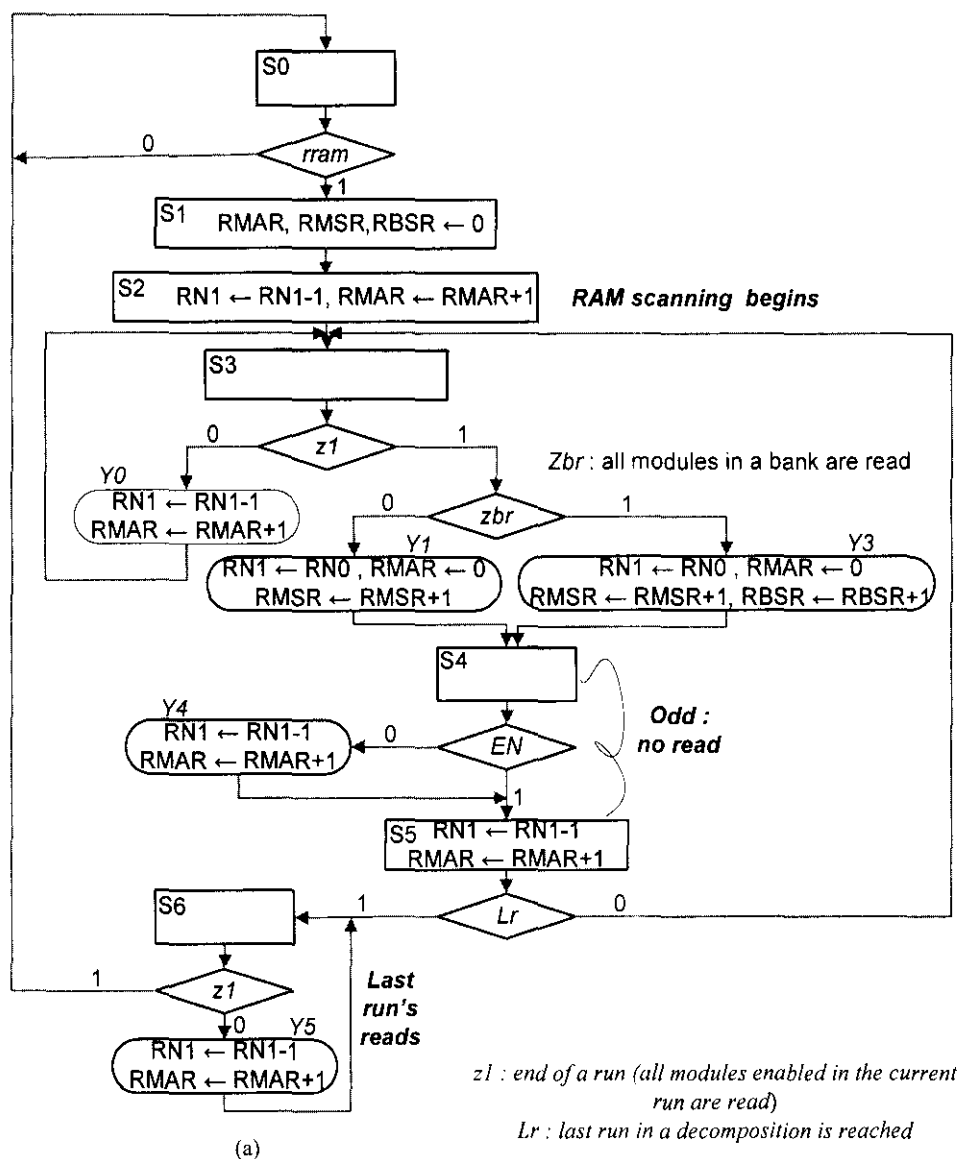 S0
0
rram
1
S1 RMAR, RMSR,RBSR ← 0
S2 RN1 ← RN1-1, RMAR ← RMAR+1
RAM scanning begins
S3
0
z1
1
Zbr : all modules in a bank are read
Y0
RN1 ← RN1-1
RMAR ← RMAR+1
0
zbr
1
Y1
RN1 ← RN0 , RMAR ← 0
RMSR ← RMSR+1
Y3
RN1 ← RN0 , RMAR ← 0
RMSR ← RMSR+1, RBSR ← RBSR+1
S4
Odd :
no read
Y4
RN1 ← RN1-1
RMAR ← RMAR+1
0
EN
1
S5 RN1 ← RN1-1
RMAR ← RMAR+1
1
Lr
0
S6
1
z1
Last
run's
reads
0
Y5
RN1 ← RN1-1
RMAR ← RMAR+1
z1 : end of a run (all modules enabled in the current
run are read)
Lr : last run in a decomposition is reached
(a)